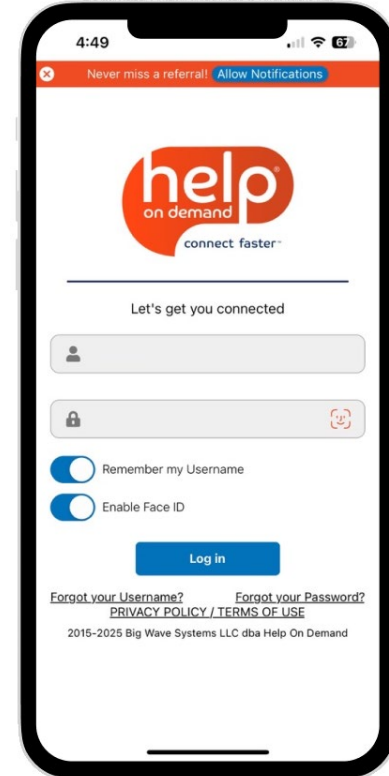 4:49
67
Never miss a referral! Allow Notifications
help®
on demand
connect faster™
Let's get you connected
Remember my Username
Enable Face ID
Log in
Forgot your Username? Forgot your Password?
PRIVACY POLICY / TERMS OF USE
2015-2025 Big Wave Systems LLC dba Help On Demand